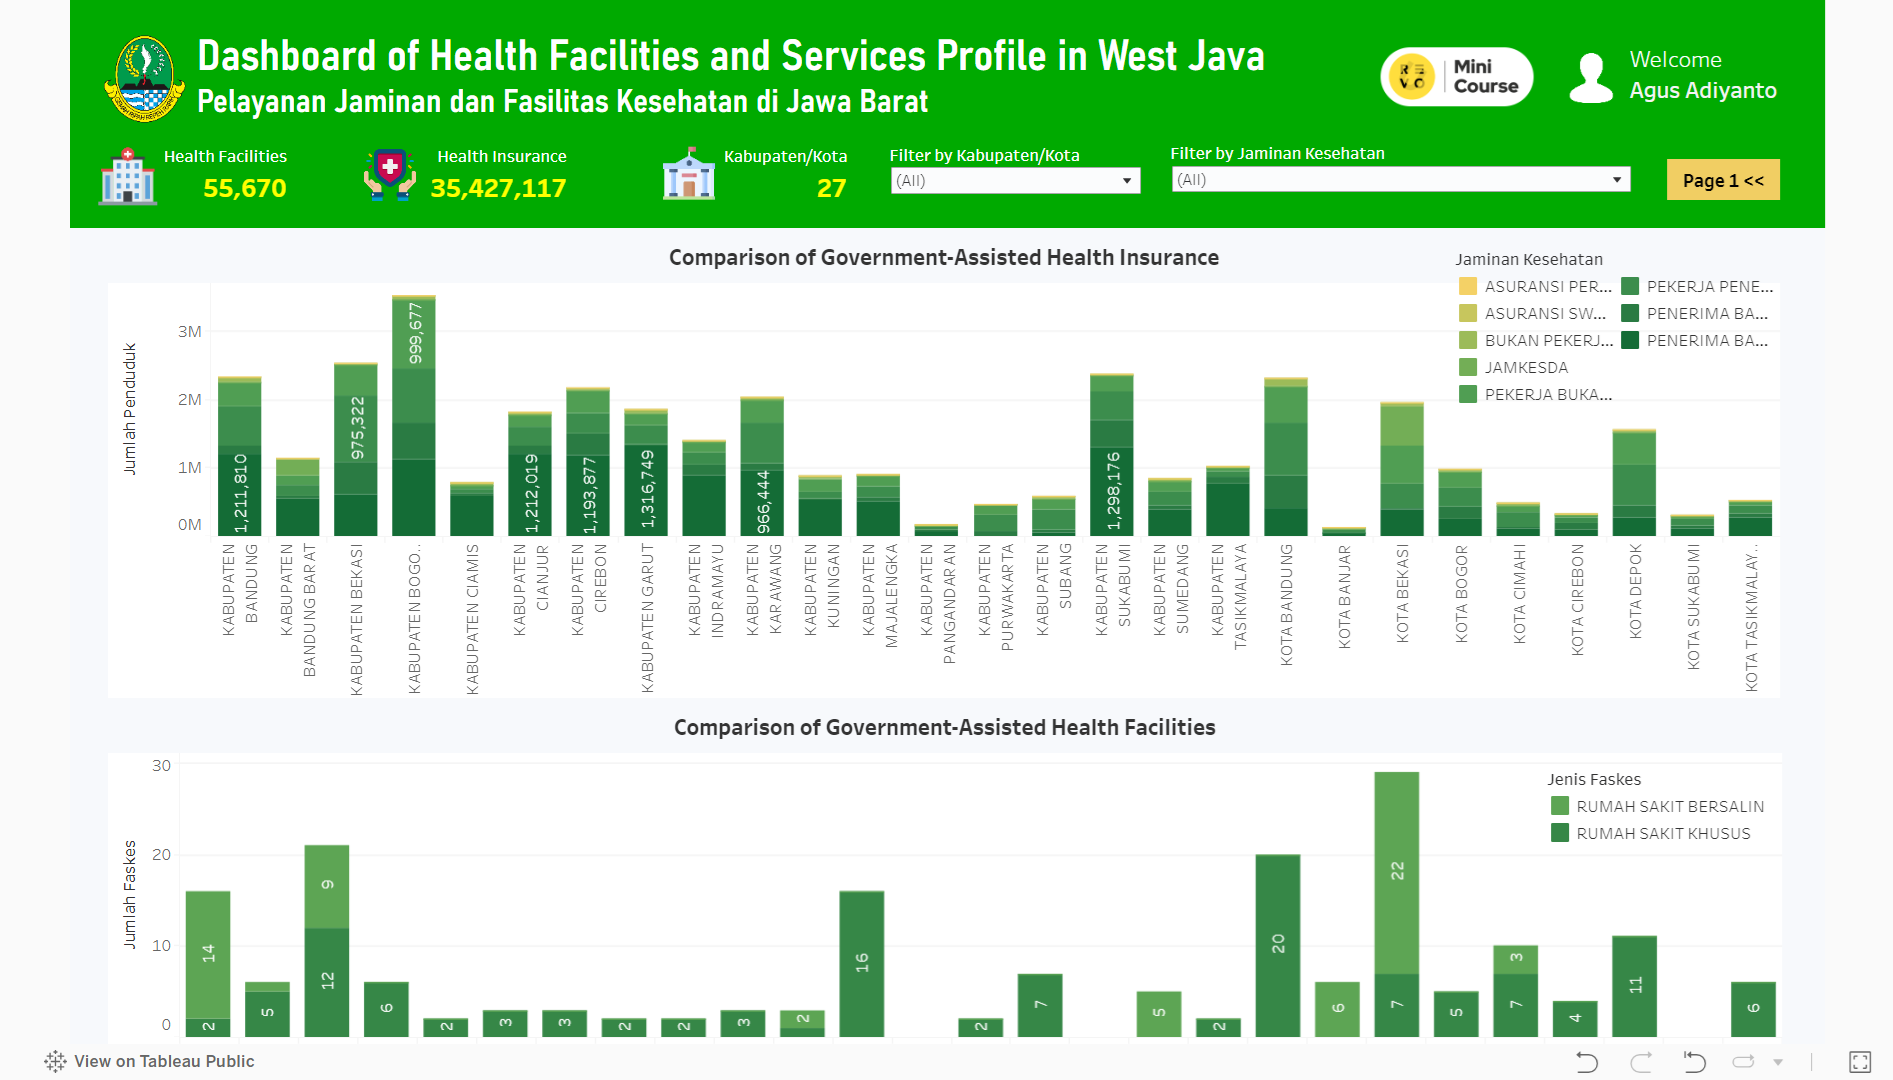 Dashboard of Health Facilities and Services Profile in West Java
Pelayanan Jaminan dan Fasilitas Kesehatan di Jawa Barat
REVO
Mini
Course
Welcome
Agus Adiyanto
Health Facilities
55,670
Health Insurance
35,427,117
Kabupaten/Kota
27
Filter by Kabupaten/Kota
(All)
Filter by Jaminan Kesehatan
(All)
Page 1 <<
Comparison of Government-Assisted Health Insurance
Jaminan Kesehatan
ASURANSI PER...
ASURANSI SW...
BUKAN PEKERJ...
JAMKESDA
PEKERJA BUKA...
PEKERJA PENE...
PENERIMA BA...
PENERIMA BA...
Jumlah Penduduk
3M
2M
1M
0M
1,211,810
975,322
999,677
1,212,019
1,193,877
1,316,749
966,444
1,298,176
KABUPATEN
BANDUNG
KABUPATEN
BANDUNG BARAT
KABUPATEN BEKASI
KABUPATEN BOGO..
KABUPATEN CIAMIS
KABUPATEN
CIANJUR
KABUPATEN
CIREBON
KABUPATEN GARUT
KABUPATEN
INDRAMAYU
KABUPATEN
KARAWANG
KABUPATEN
KUNINGAN
KABUPATEN
MAJALENGKA
KABUPATEN
PANGANDARAN
KABUPATEN
PURWAKARTA
KABUPATEN
SUBANG
KABUPATEN
SUKABUMI
KABUPATEN
SUMEDANG
KABUPATEN
TASIKMALAYA
KOTA BANDUNG
KOTA BANJAR
KOTA BEKASI
KOTA BOGOR
KOTA CIMAHI
KOTA CIREBON
KOTA DEPOK
KOTA SUKABUMI
KOTA TASIKMALAY..
Comparison of Government-Assisted Health Facilities
Jenis Faskes
RUMAH SAKIT BERSALIN
RUMAH SAKIT KHUSUS
Jumlah Faskes
30
20
10
0
14
2
5
9
12
6
2
3
3
2
2
3
2
16
2
7
5
2
20
6
22
7
5
3
7
4
11
6
View on Tableau Public